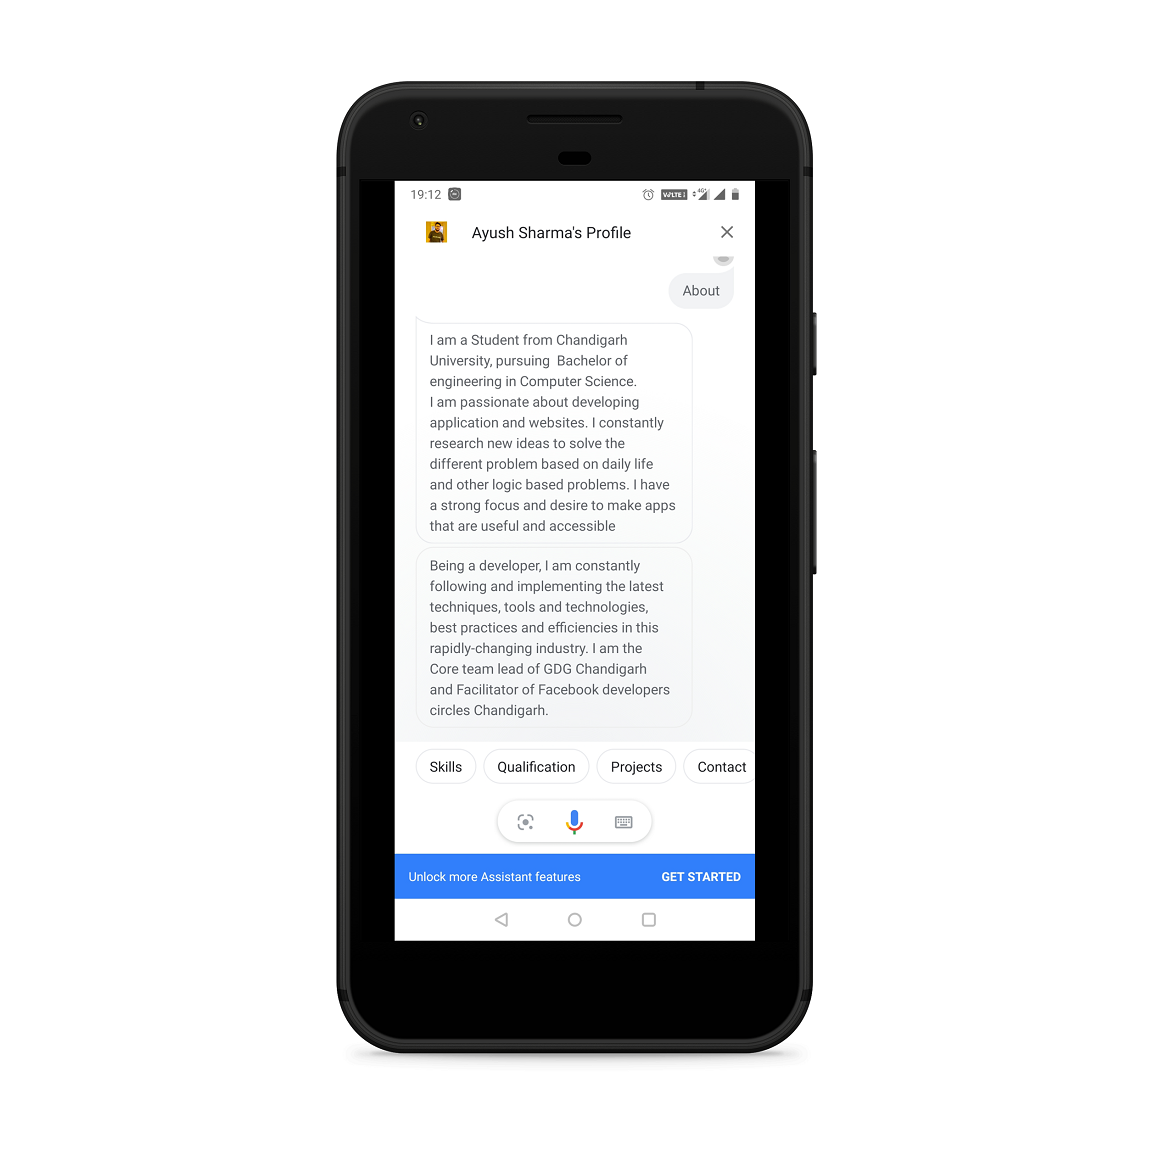 19:12 VoLTE 4G+
Ayush Sharma's Profile
About
I am a Student from Chandigarh
University, pursuing  Bachelor of
engineering in Computer Science.
I am passionate about developing
application and websites. I constantly
research new ideas to solve the
different problem based on daily life
and other logic based problems. I have
a strong focus and desire to make apps
that are useful and accessible
Being a developer, I am constantly
following and implementing the latest
techniques, tools and technologies,
best practices and efficiencies in this
rapidly-changing industry. I am the
Core team lead of GDG Chandigarh
and Facilitator of Facebook developers
circles Chandigarh.
Skills Qualification Projects Contact
Unlock more Assistant features GET STARTED